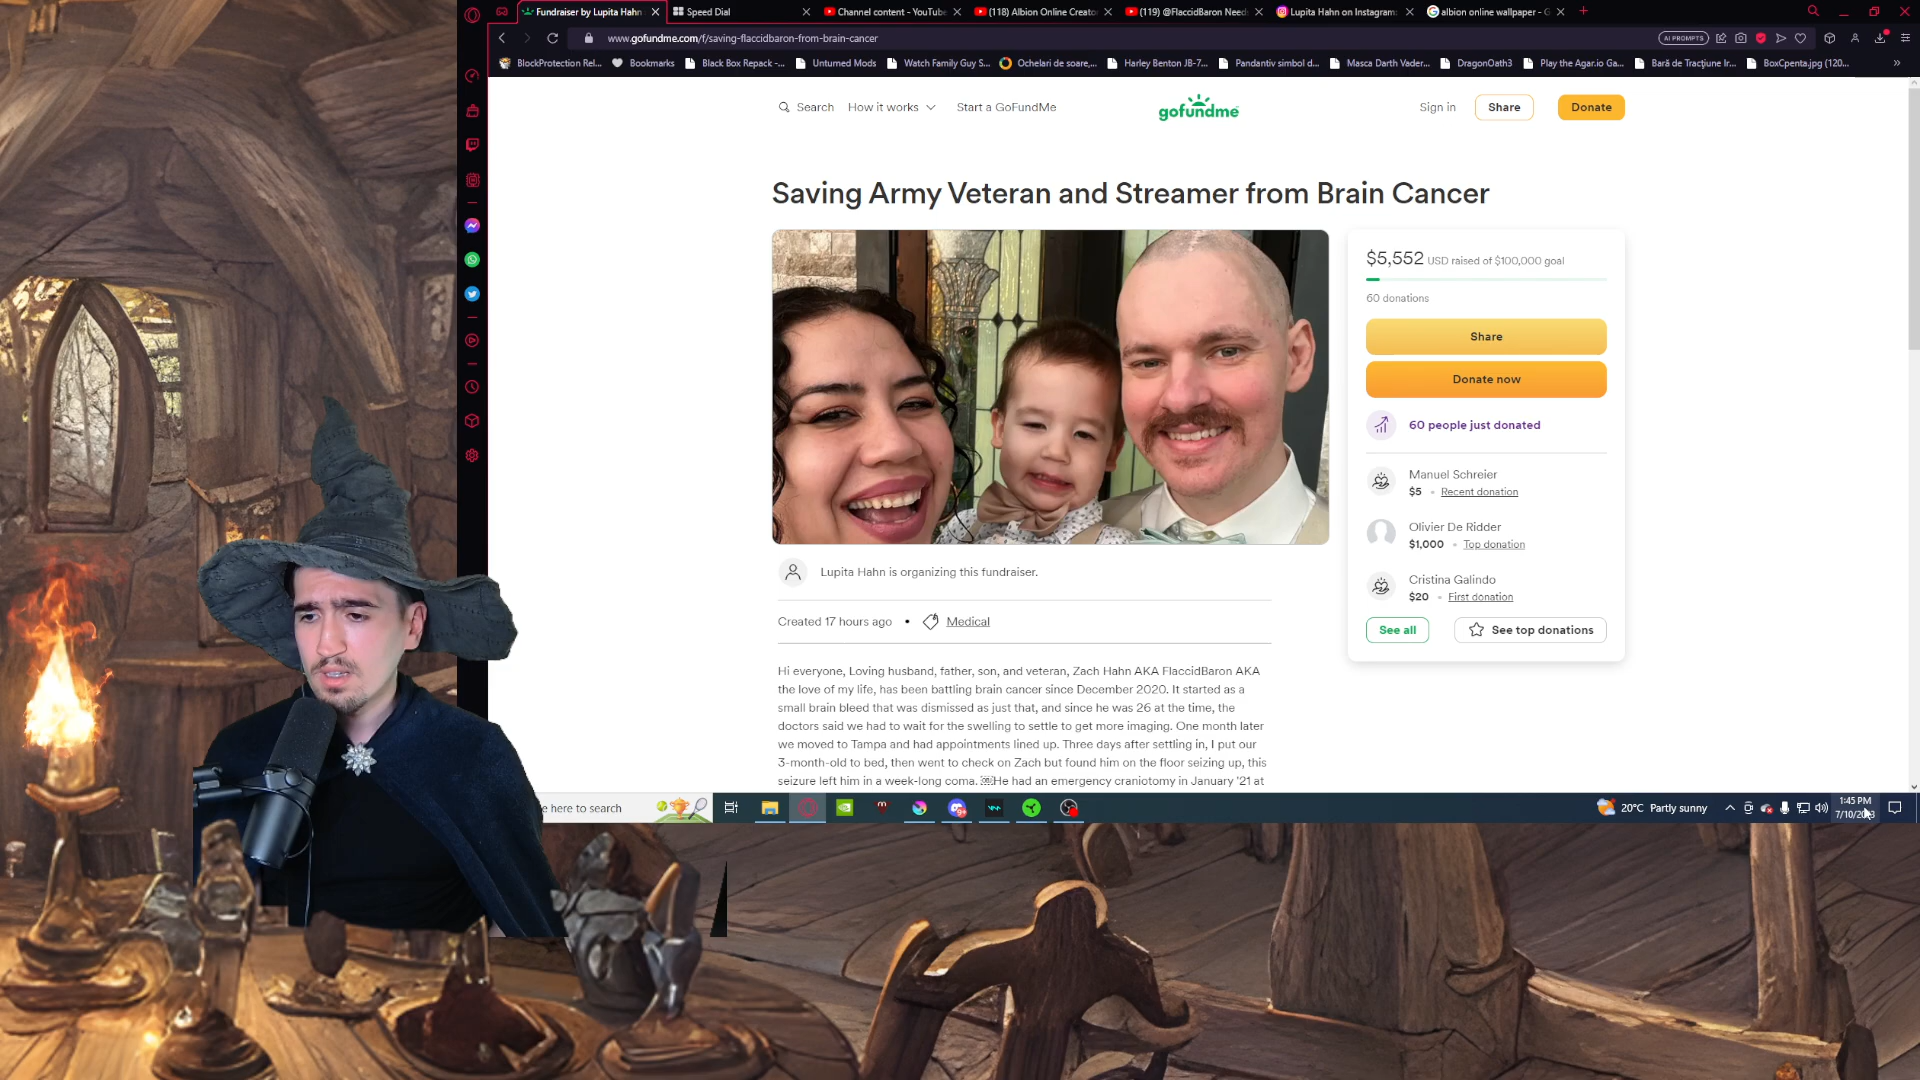 Fundraiser by Lupita Hahn
Speed Dial
Channel content - YouTube
(118) Albion Online Creator
(119) @FlaccidBaron Need
Lupita Hahn on Instagram:
albion online wallpaper - G
www.gofundme.com/f/saving-flaccidbaron-from-brain-cancer
AI PROMPTS
BlockProtection Rel...
Bookmarks
Black Box Repack -...
Unturned Mods
Watch Family Guy S...
Ochelari de soare,...
Harley Benton JB-7...
Pandantiv simbol d...
Masca Darth Vader...
DragonOath3
Play the Agar.io Ga...
Bară de Tracțiune Ir...
BoxCpenta.jpg (120...
Search
How it works
Start a GoFundMe
gofundme
Sign in
Share
Donate
Saving Army Veteran and Streamer from Brain Cancer
$5,552 USD raised of $100,000 goal
60 donations
Share
Donate now
60 people just donated
Manuel Schreier
$5 • Recent donation
Olivier De Ridder
$1,000 • Top donation
Cristina Galindo
$20 • First donation
See all
See top donations
Lupita Hahn is organizing this fundraiser.
Created 17 hours ago • Medical
Hi everyone, Loving husband, father, son, and veteran, Zach Hahn AKA FlaccidBaron AKA
the love of my life, has been battling brain cancer since December 2020. It started as a
small brain bleed that was dismissed as just that, and since he was 26 at the time, the
doctors said we had to wait for the swelling to settle to get more imaging. One month later
we moved to Tampa and had appointments lined up. Three days after settling in, I put our
3-month-old to bed, then went to check on Zach but found him on the floor seizing up, this
seizure left him in a week-long coma. He had an emergency craniotomy in January '21 at
e here to search
20°C Partly sunny
1:45 PM